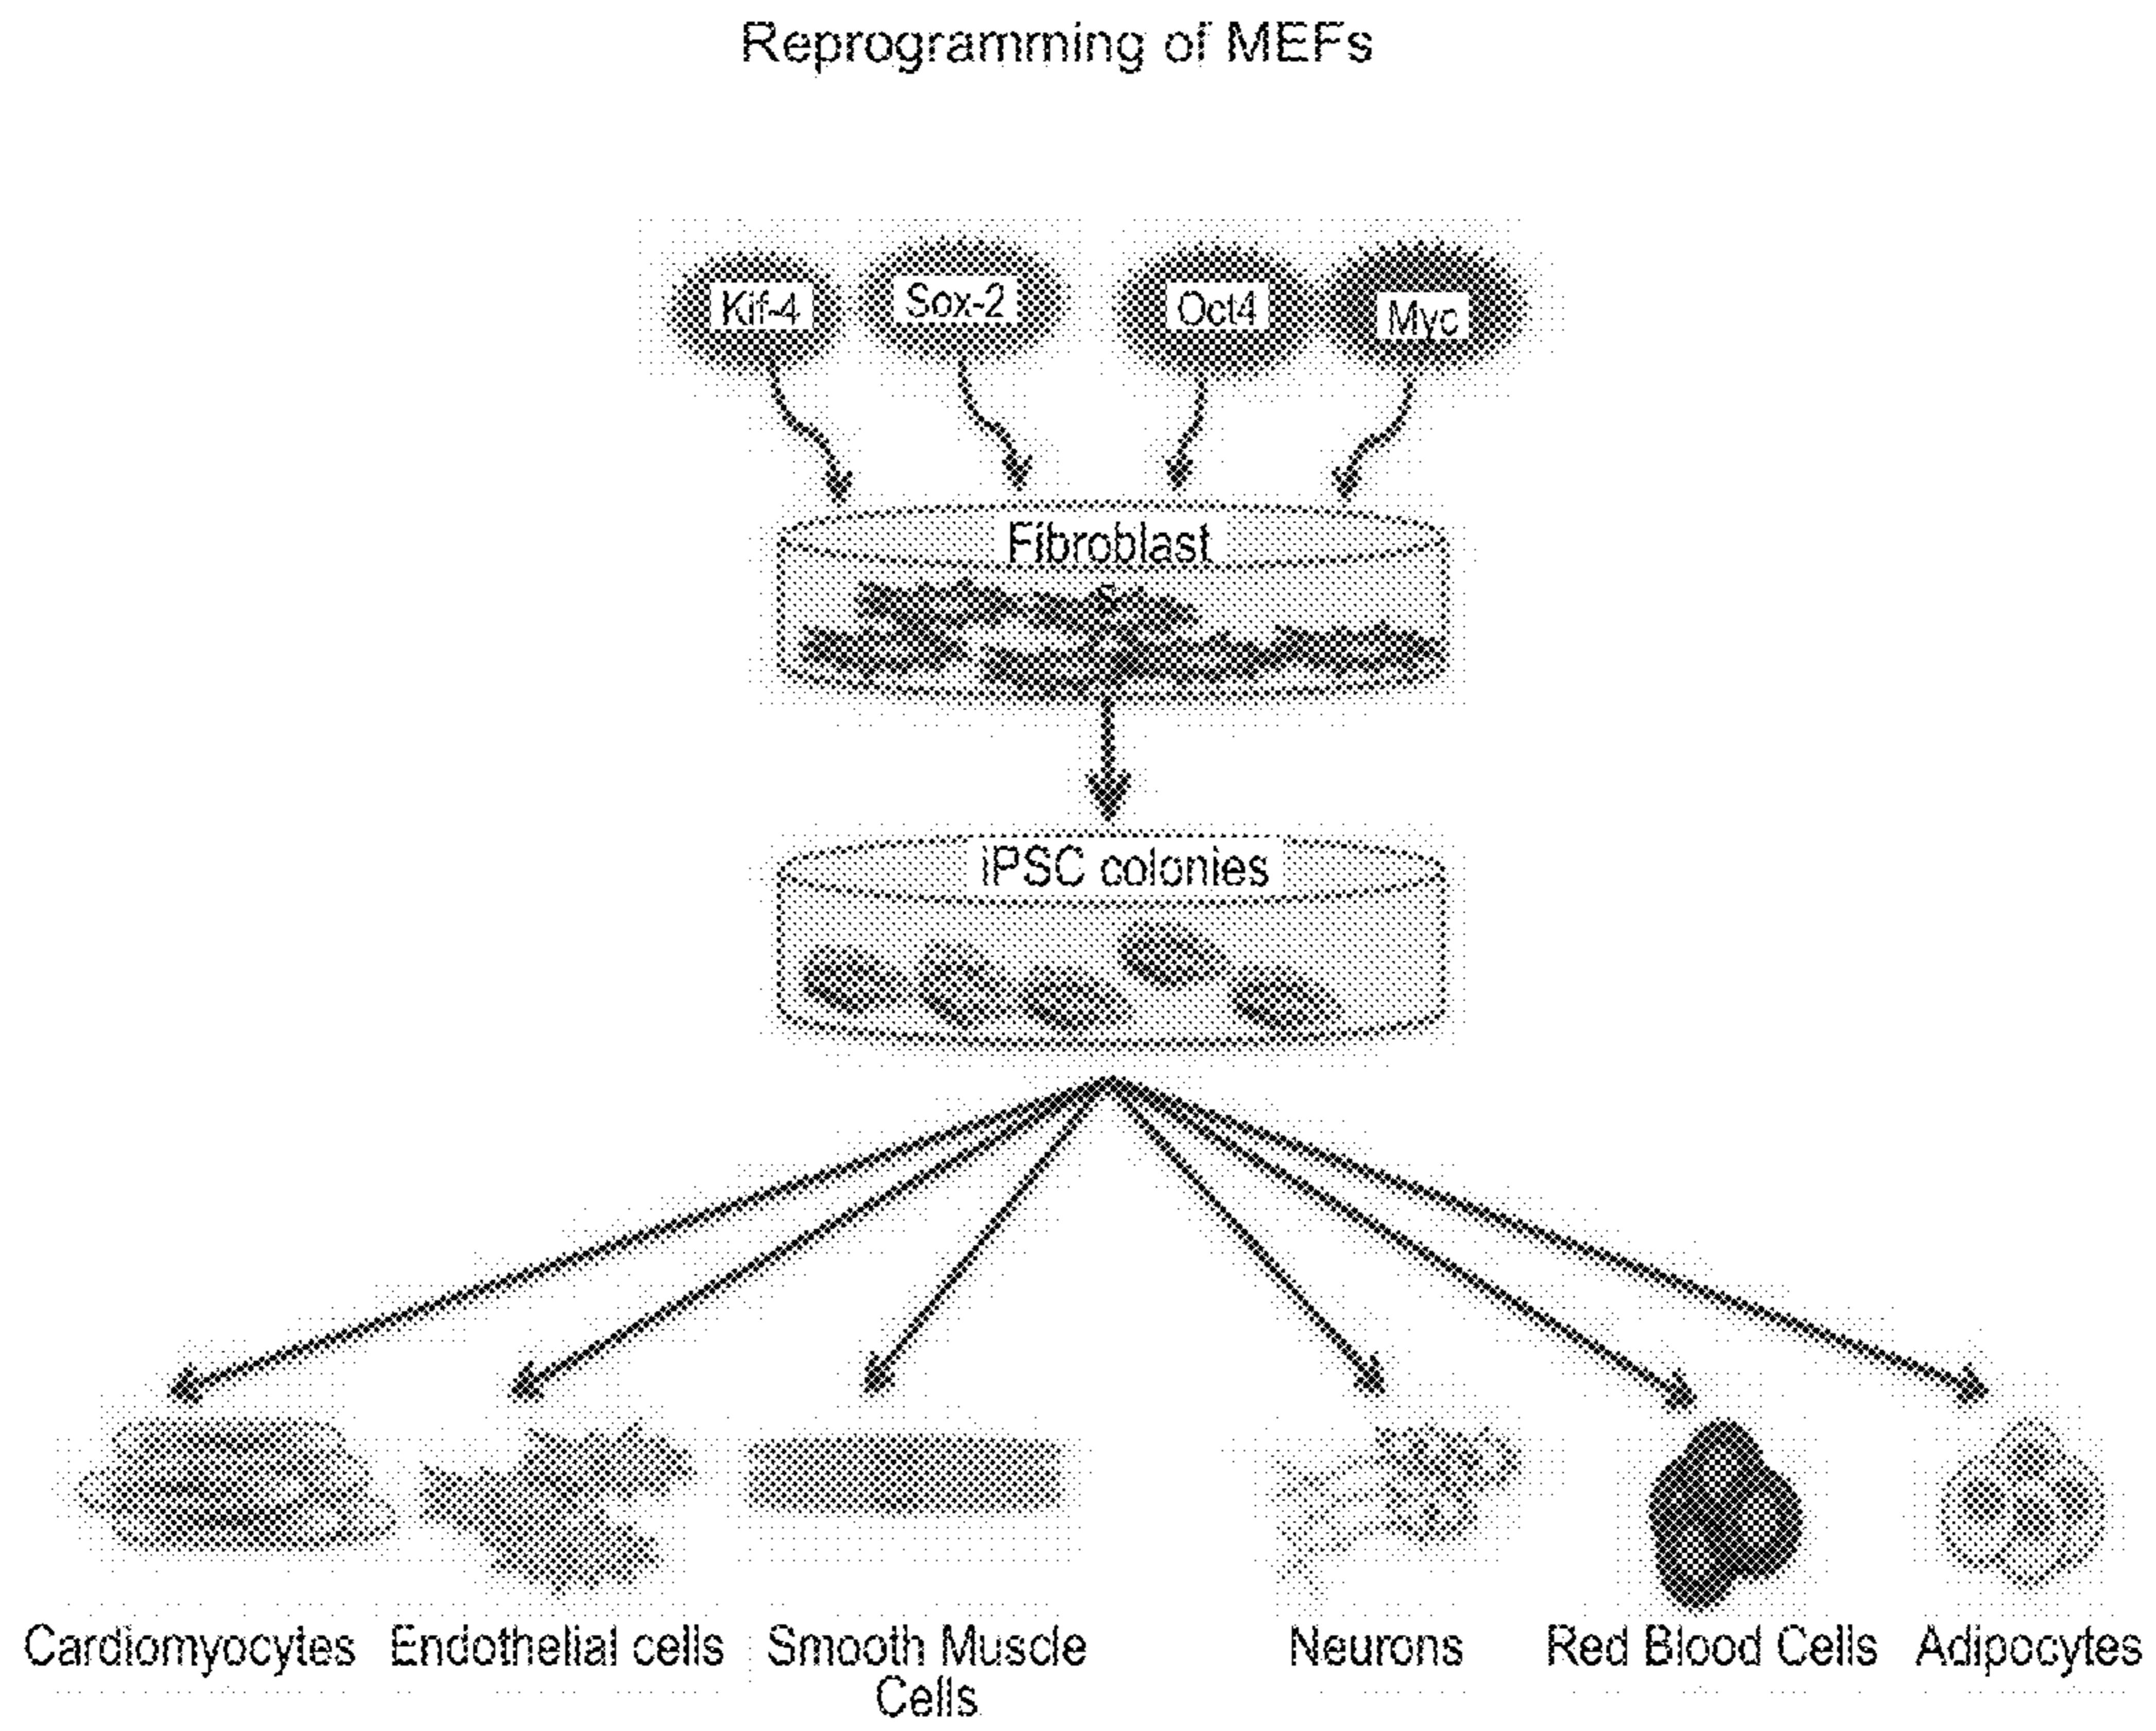 Reprogramming of MEFs
Klf-4 Sox-2 Oct4 Myc
Fibroblast
s
iPSC colonies
Cardiomyocytes Endothelial cells Smooth Muscle Neurons Red Blood Cells Adipocytes
Cells